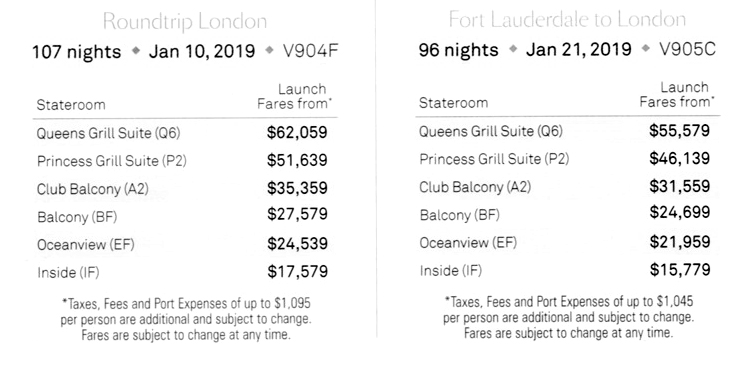 Roundtrip London
107 nights ◆ Jan 10, 2019 ◆ V904F
Stateroom Launch Fares from*
Queens Grill Suite (Q6) $62,059
Princess Grill Suite (P2) $51,639
Club Balcony (A2) $35,359
Balcony (BF) $27,579
Oceanview (EF) $24,539
Inside (IF) $17,579
*Taxes, Fees and Port Expenses of up to $1,095
per person are additional and subject to change.
Fares are subject to change at any time.
Fort Lauderdale to London
96 nights ◆ Jan 21, 2019 ◆ V905C
Stateroom Launch Fares from*
Queens Grill Suite (Q6) $55,579
Princess Grill Suite (P2) $46,139
Club Balcony (A2) $31,559
Balcony (BF) $24,699
Oceanview (EF) $21,959
Inside (IF) $15,779
*Taxes, Fees and Port Expenses of up to $1,045
per person are additional and subject to change.
Fares are subject to change at any time.